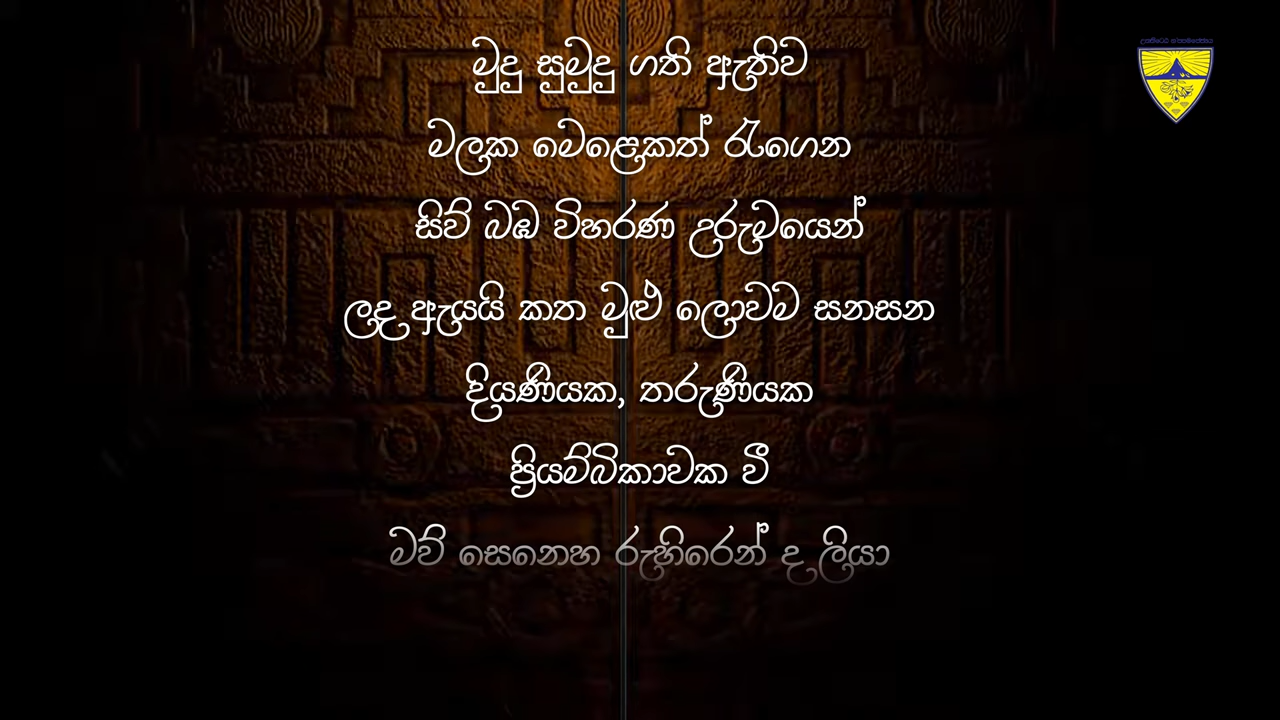 මුදු සුමුදු ගති ඇතිව
මලක මෙළෙකත් රැගෙන
සිව් බඹ විහරණ උරුමයෙන්
ලද ඇයයි කත මුළු ලොවම සනසන
දියණියක, තරුණියක
ප්‍රියම්බිකාවක වී
මව් සෙනෙහ රුහිරෙන් ද ලියා